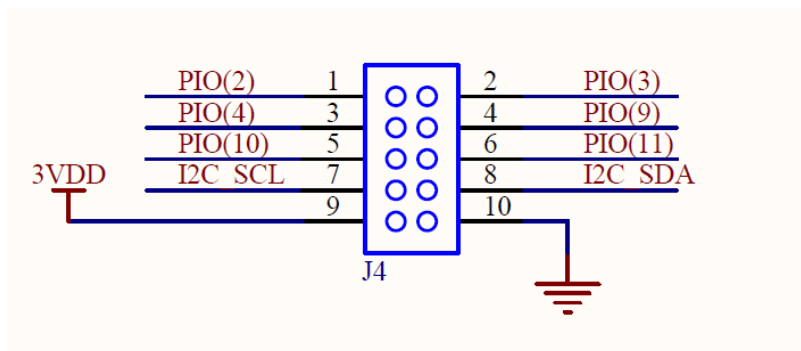 PIO(2) 1 2 PIO(3)
PIO(4) 3 4 PIO(9)
PIO(10) 5 6 PIO(11)
3VDD I2C_SCL 7 8 I2C_SDA
9 10
J4